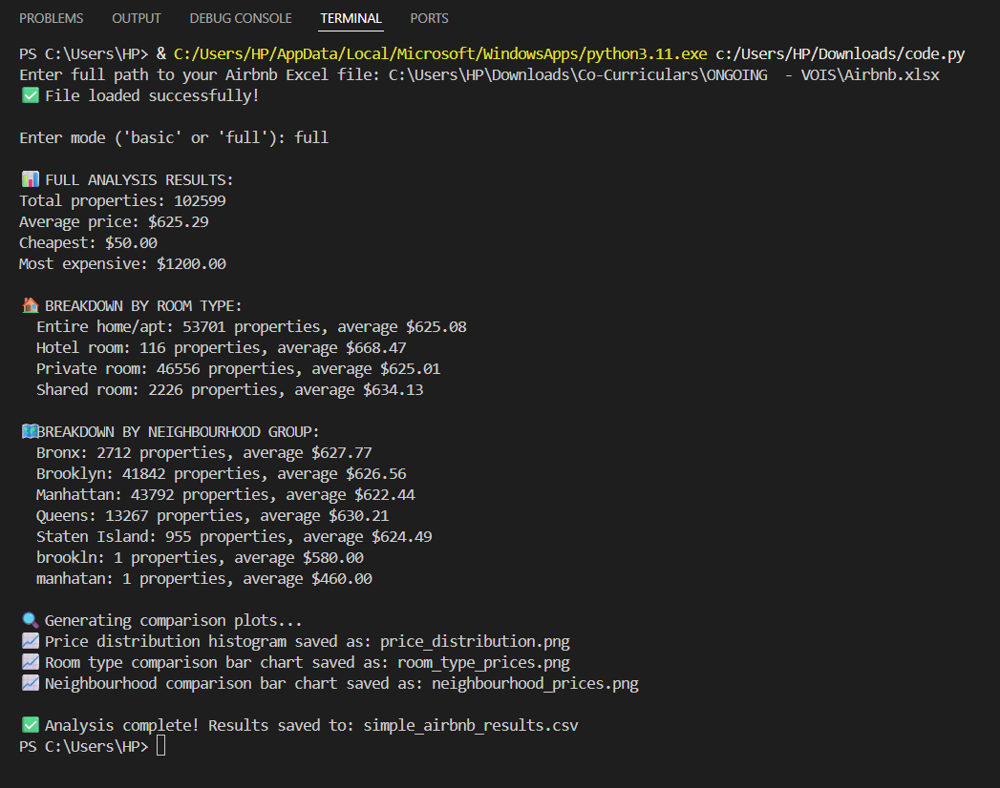 PROBLEMS OUTPUT DEBUG CONSOLE TERMINAL PORTS
PS C:\Users\HP> & C:/Users/HP/AppData/Local/Microsoft/WindowsApps/python3.11.exe c:/Users/HP/Downloads/code.py
Enter full path to your Airbnb Excel file: C:\Users\HP\Downloads\Co-Curriculars\ONGOING  - VOIS\Airbnb.xlsx
✅ File loaded successfully!
Enter mode ('basic' or 'full'): full
📊 FULL ANALYSIS RESULTS:
Total properties: 102599
Average price: $625.29
Cheapest: $50.00
Most expensive: $1200.00
🏠 BREAKDOWN BY ROOM TYPE:
Entire home/apt: 53701 properties, average $625.08
Hotel room: 116 properties, average $668.47
Private room: 46556 properties, average $625.01
Shared room: 2226 properties, average $634.13
🗺️BREAKDOWN BY NEIGHBOURHOOD GROUP:
Bronx: 2712 properties, average $627.77
Brooklyn: 41842 properties, average $626.56
Manhattan: 43792 properties, average $622.44
Queens: 13267 properties, average $630.21
Staten Island: 955 properties, average $624.49
brookln: 1 properties, average $580.00
manhatan: 1 properties, average $460.00
🔍 Generating comparison plots...
📈 Price distribution histogram saved as: price_distribution.png
📈 Room type comparison bar chart saved as: room_type_prices.png
📈 Neighbourhood comparison bar chart saved as: neighbourhood_prices.png
✅ Analysis complete! Results saved to: simple_airbnb_results.csv
PS C:\Users\HP>